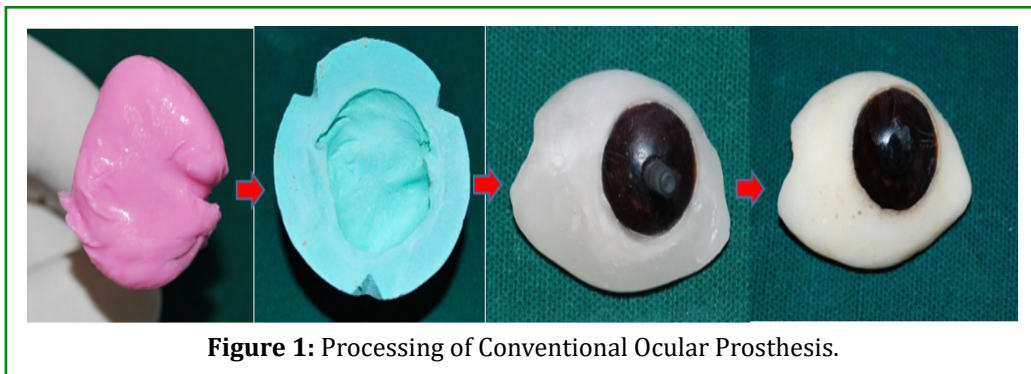 Figure 1: Processing of Conventional Ocular Prosthesis.